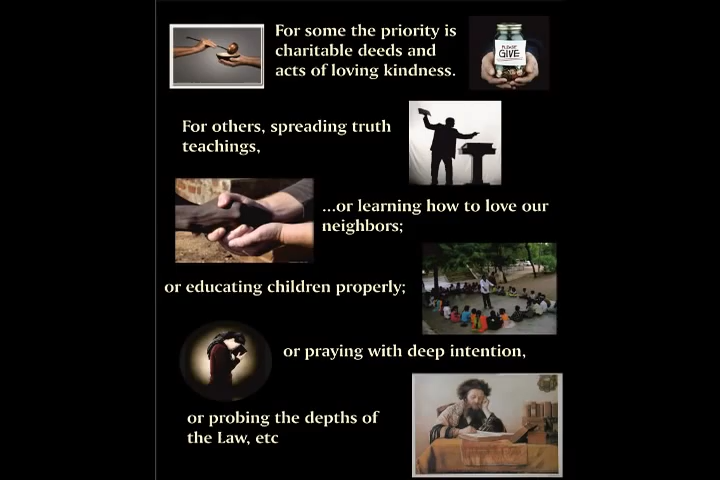 For some the priority is
charitable deeds and
acts of loving kindness.
PLEASE
GIVE
For others, spreading truth
teachings,
...or learning how to love our
neighbors;
or educating children properly;
or praying with deep intention,
or probing the depths of
the Law, etc